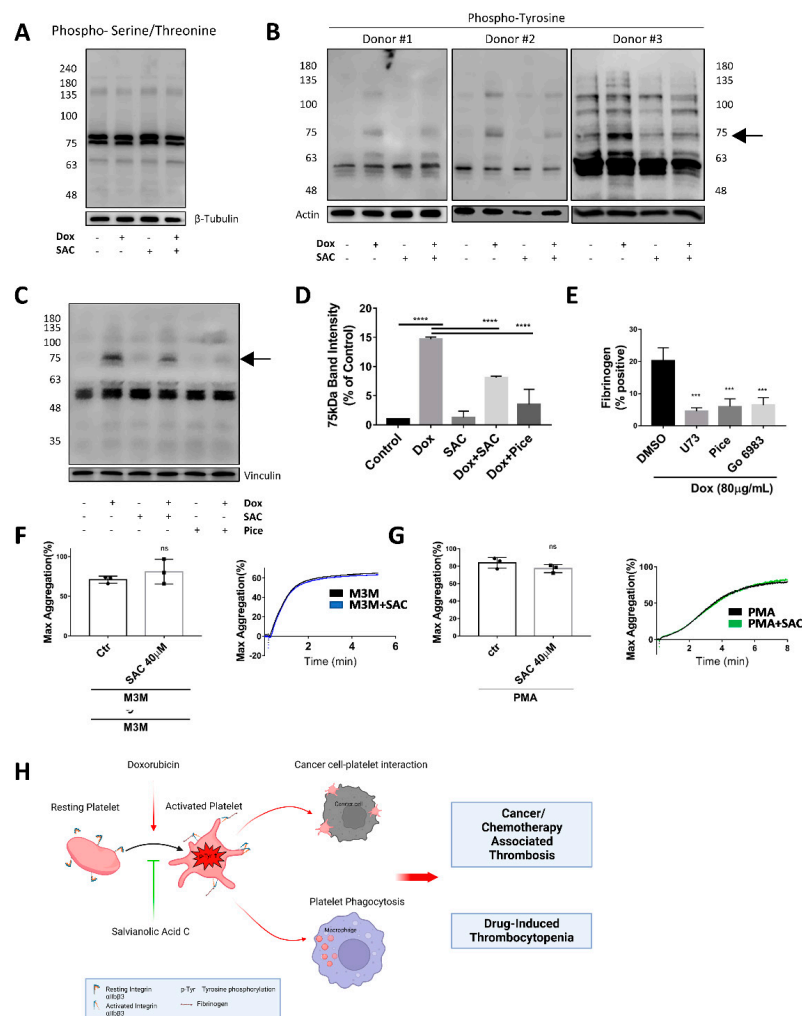 A
Phospho- Serine/Threonine
240
180
135
100
75
63
48
β-Tubulin
Dox - + - +
SAC - - + +
B
Phospho-Tyrosine
Donor #1 Donor #2 Donor #3
180 180
135 135
100 100
75 75
63 63
48 48
Actin
Dox - + - + - + - + - + - +
SAC - - + + - - + + - - + +
C
180
135
100
75
63
48
35
Vinculin
- + - + - + Dox
- - + + - - SAC
- - - - + + Pice
D
75kDa Band Intensity
(% of Control)
20
15
10
5
0
**** **** ****
Control Dox SAC Dox+SAC Dox+Pice
E
Fibrinogen
(% positive)
30
20
10
0
*** *** ***
DMSO U73 Pice Go 6983
Dox (80μg/mL)
F
Max Aggregation(%)
100
50
0
ns
Ctr SAC 40μM
M3M
M3M
Max Aggregation(%)
60
40
20
0
M3M
M3M+SAC
0 2 4 6
Time (min)
G
Max Aggregation(%)
100
50
0
ns
ctr SAC 40μM
PMA
Max Aggregation(%)
100
50
0
PMA
PMA+SAC
0 2 4 6 8
Time (min)
H
Doxorubicin
Resting Platelet
Activated Platelet
Salvianolic Acid C
Cancer cell-platelet interaction
Cancer cell
Platelet Phagocytosis
Macrophage
Cancer/
Chemotherapy
Associated
Thrombosis
Drug-Induced
Thrombocytopenia
Resting Integrin
αIIbβ3
Activated Integrin
αIIbβ3
p-Tyr Tyrosine phosphorylation
Fibrinogen